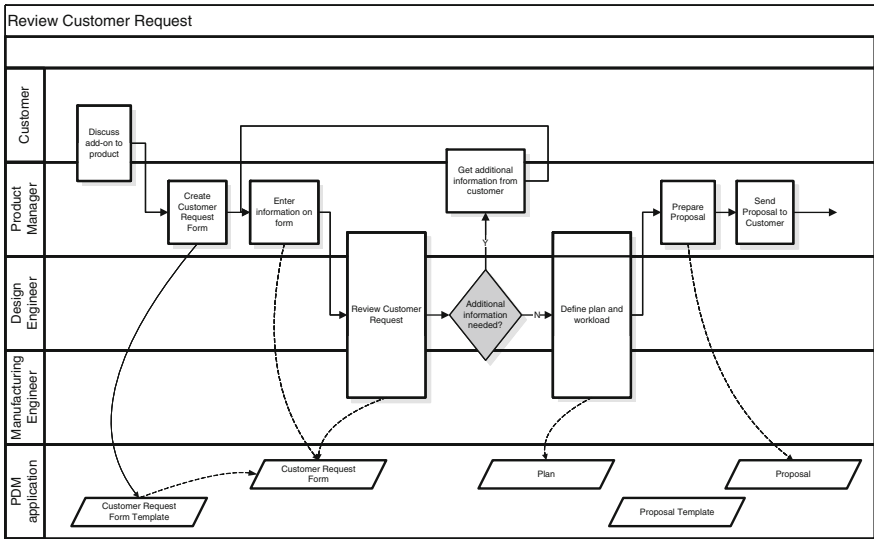 Review Customer Request
Customer
Discuss
add-on to
product
Get additional
information from
customer
Product
Manager
Create
Customer
Request
Form
Enter
information on
form
Prepare
Proposal
Send
Proposal to
Customer
Y
Design
Engineer
Review Customer
Request
Additional
information
needed?
N
Define plan and
workload
Manufacturing
Engineer
PDM
application
Customer Request
Form
Plan
Proposal
Customer Request
Form Template
Proposal Template